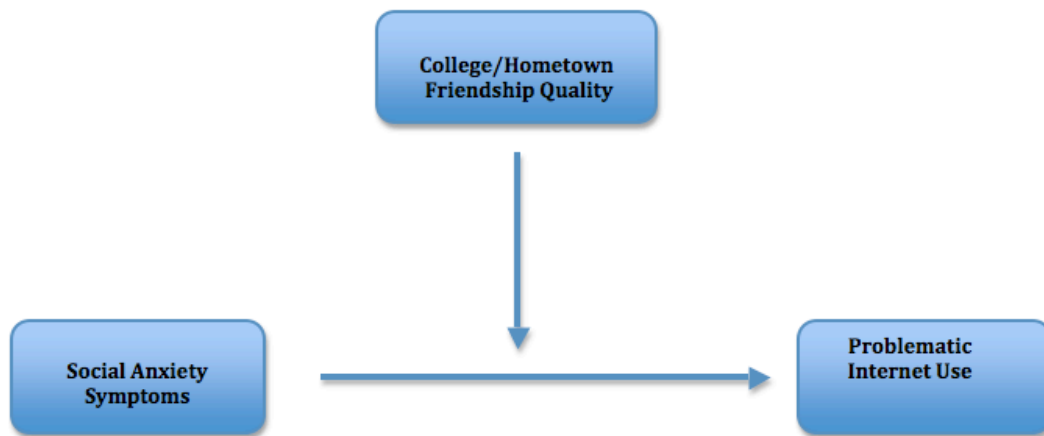 College/Hometown
Friendship Quality
Social Anxiety
Symptoms
Problematic
Internet Use